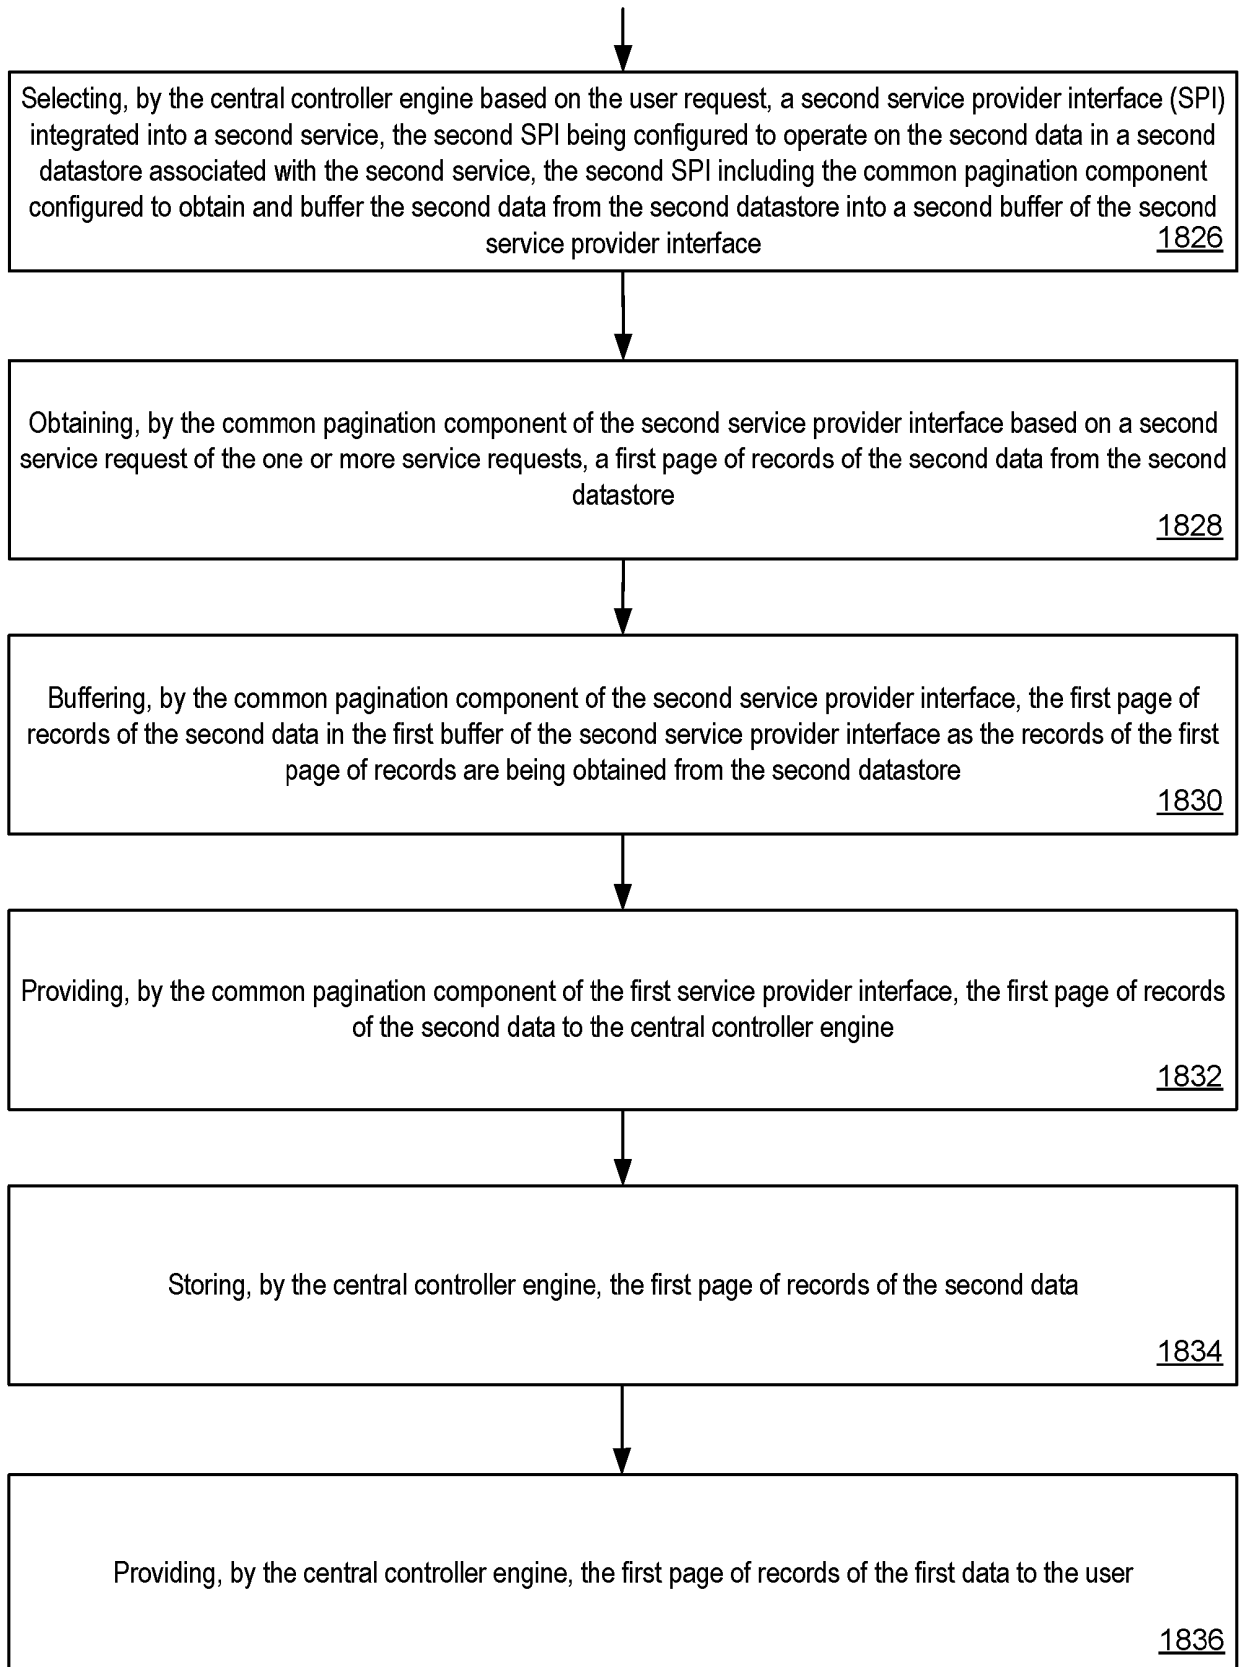 Selecting, by the central controller engine based on the user request, a second service provider interface (SPI)
integrated into a second service, the second SPI being configured to operate on the second data in a second
datastore associated with the second service, the second SPI including the common pagination component
configured to obtain and buffer the second data from the second datastore into a second buffer of the second
service provider interface
1826
Obtaining, by the common pagination component of the second service provider interface based on a second
service request of the one or more service requests, a first page of records of the second data from the second
datastore
1828
Buffering, by the common pagination component of the second service provider interface, the first page of
records of the second data in the first buffer of the second service provider interface as the records of the first
page of records are being obtained from the second datastore
1830
Providing, by the common pagination component of the first service provider interface, the first page of records
of the second data to the central controller engine
1832
Storing, by the central controller engine, the first page of records of the second data
1834
Providing, by the central controller engine, the first page of records of the first data to the user
1836